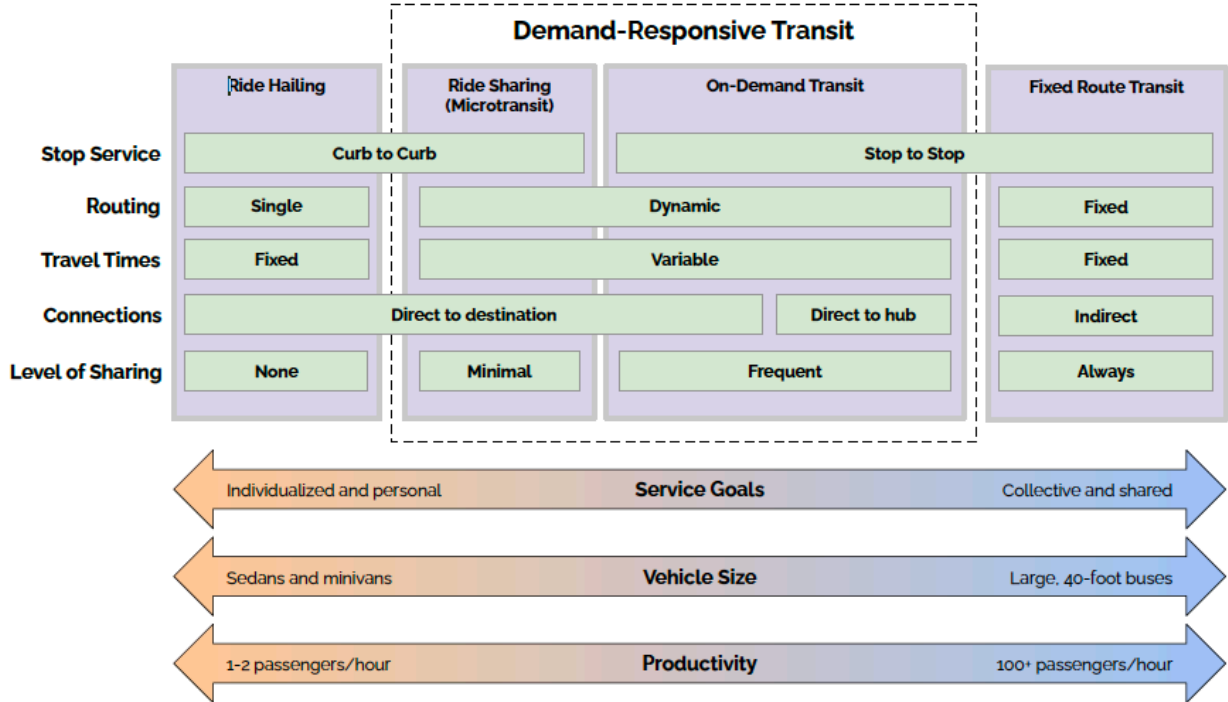 Demand-Responsive Transit
Ride Hailing
Ride Sharing
(Microtransit)
On-Demand Transit
Fixed Route Transit
Stop Service
Curb to Curb
Stop to Stop
Routing
Single
Dynamic
Fixed
Travel Times
Fixed
Variable
Fixed
Connections
Direct to destination
Direct to hub
Indirect
Level of Sharing
None
Minimal
Frequent
Always
Individualized and personal
Service Goals
Collective and shared
Sedans and minivans
Vehicle Size
Large, 40-foot buses
1-2 passengers/hour
Productivity
100+ passengers/hour